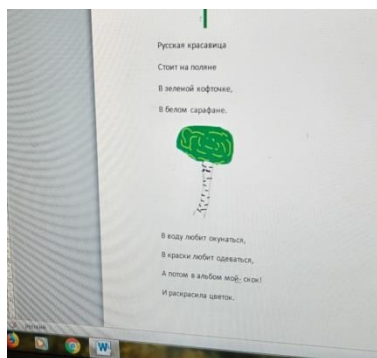 Русская красавица
Стоит на поляне
В зеленой кофточке,
В белом сарафане.
В воду любит окунаться,
В краски любит одеваться,
А потом в альбом мой- скок!
И раскрасила цветок.